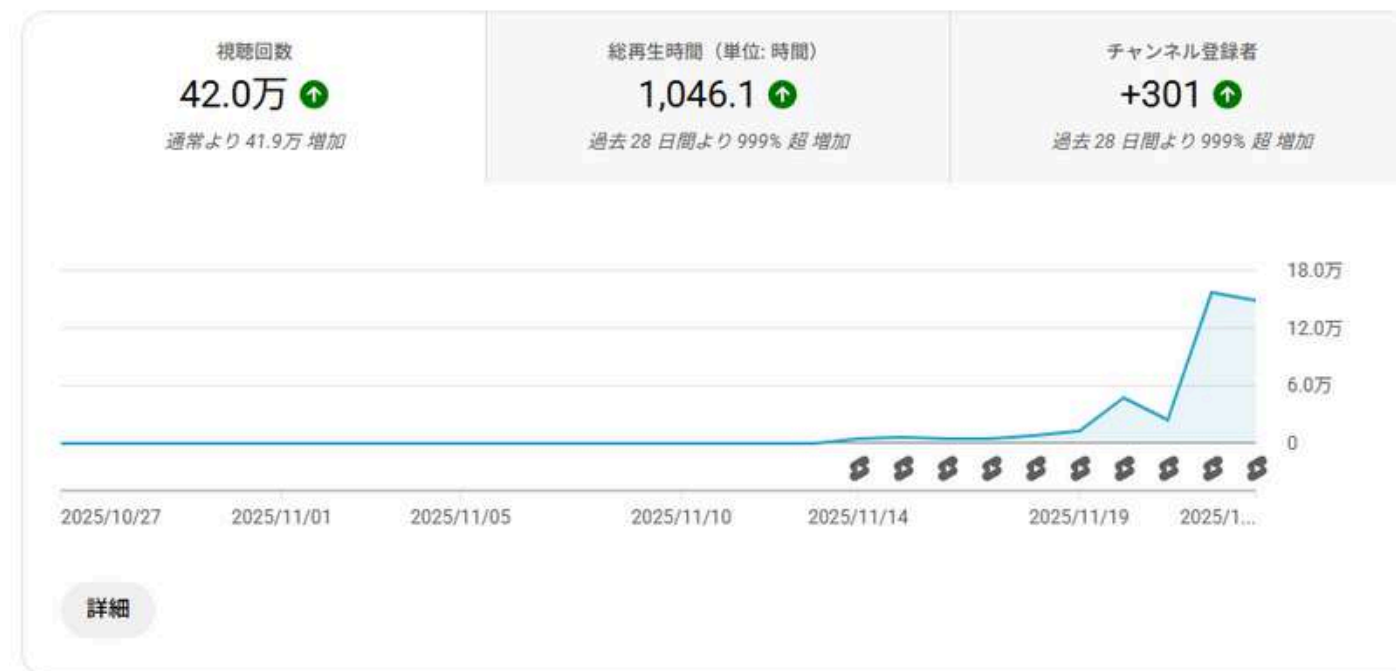 視聴回数
42.0万
通常より 41.9万 増加
総再生時間（単位: 時間）
1,046.1
過去 28 日間より 999% 超 増加
チャンネル登録者
+301
過去 28 日間より 999% 超 増加
18.0万
12.0万
6.0万
0
2025/10/27 2025/11/01 2025/11/05 2025/11/10 2025/11/14 2025/11/19 2025/1...
詳細